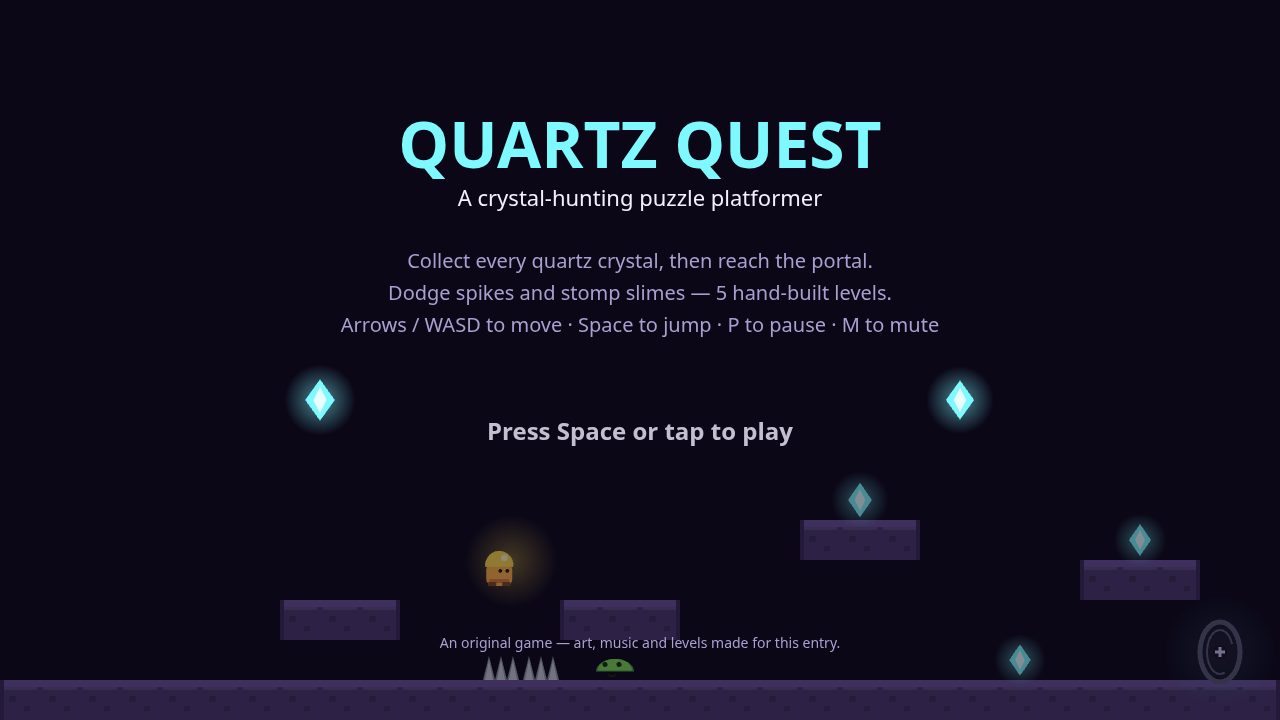 QUARTZ QUEST
A crystal-hunting puzzle platformer
Collect every quartz crystal, then reach the portal.
Dodge spikes and stomp slimes — 5 hand-built levels.
Arrows / WASD to move · Space to jump · P to pause · M to mute
Press Space or tap to play
An original game — art, music and levels made for this entry.